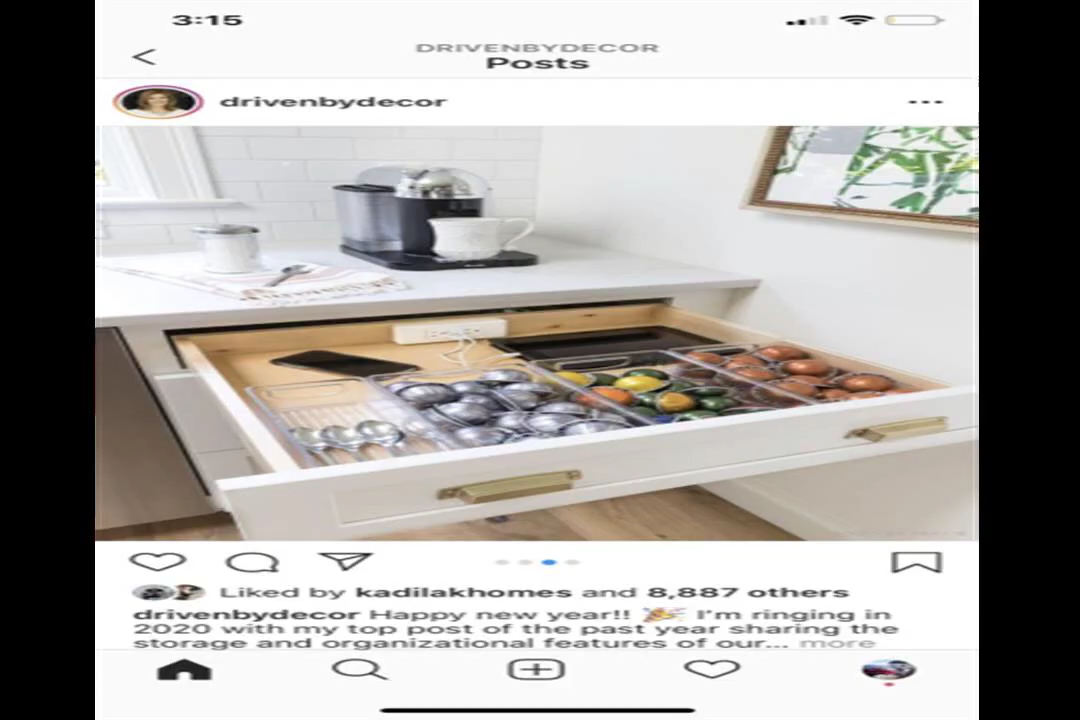 3:15
DRIVENBYDECOR
Posts
drivenbydecor
Liked by kadilakhomes and 8,887 others
drivenbydecor Happy new year!! 🎉 I'm ringing in
2020 with my top post of the past year sharing the
storage and organizational features of our... more